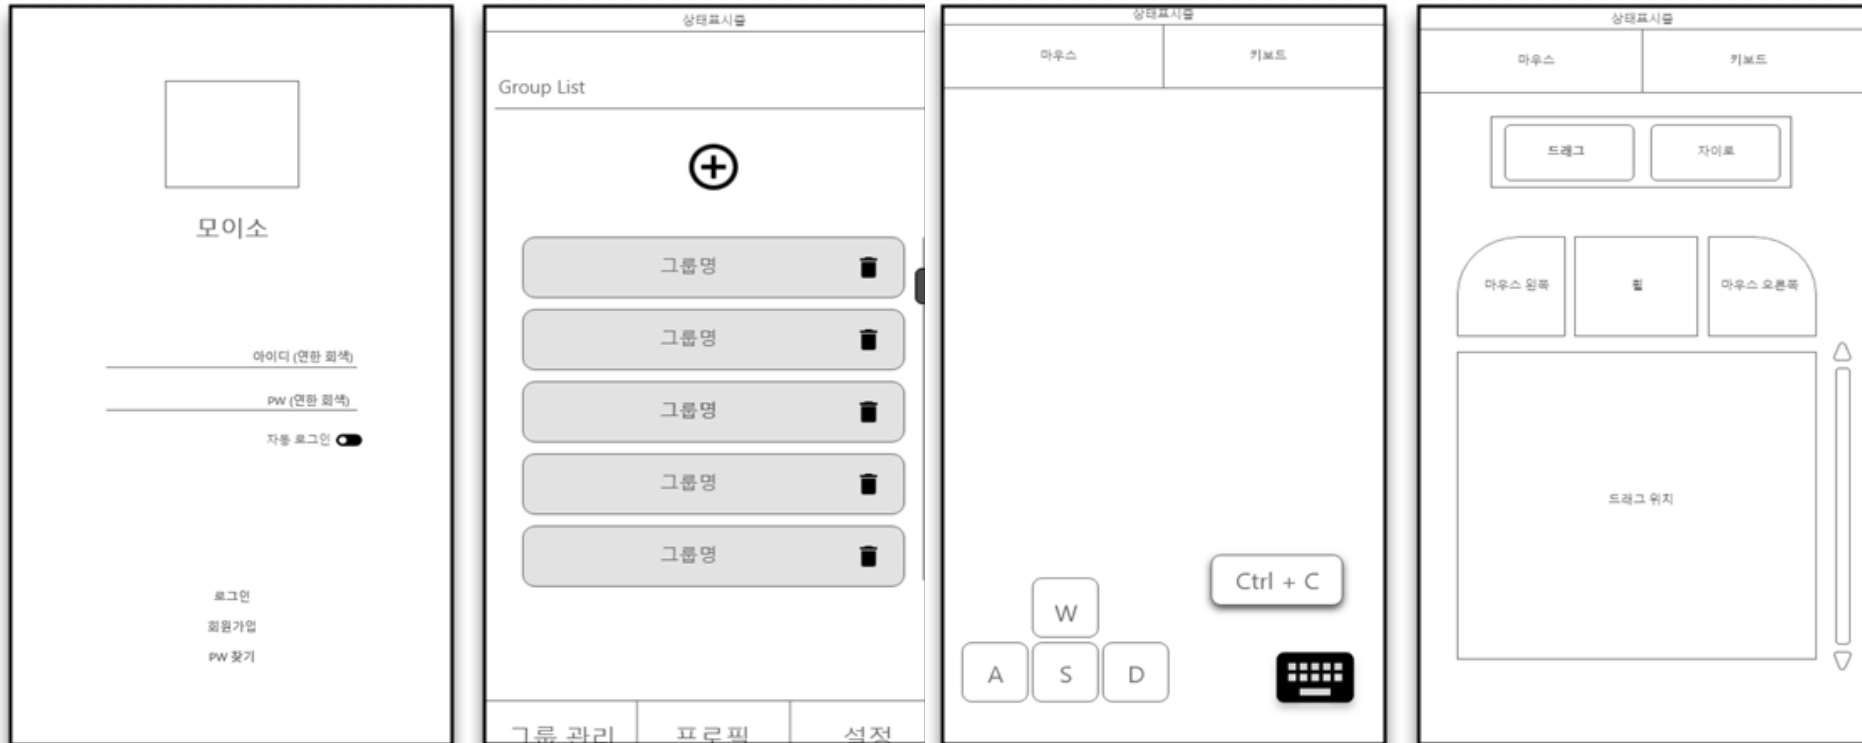 모이소
아이디 (연한 회색)
PW (연한 회색)
자동 로그인
로그인
회원가입
PW 찾기
상태표시줄
Group List
그룹명
그룹명
그룹명
그룹명
그룹명
그룹 관리
프로필
설정
상태표시줄
마우스
키보드
Ctrl + C
W
A
S
D
상태표시줄
마우스
키보드
드래그
자이로
마우스 왼쪽
휠
마우스 오른쪽
드래그 위치